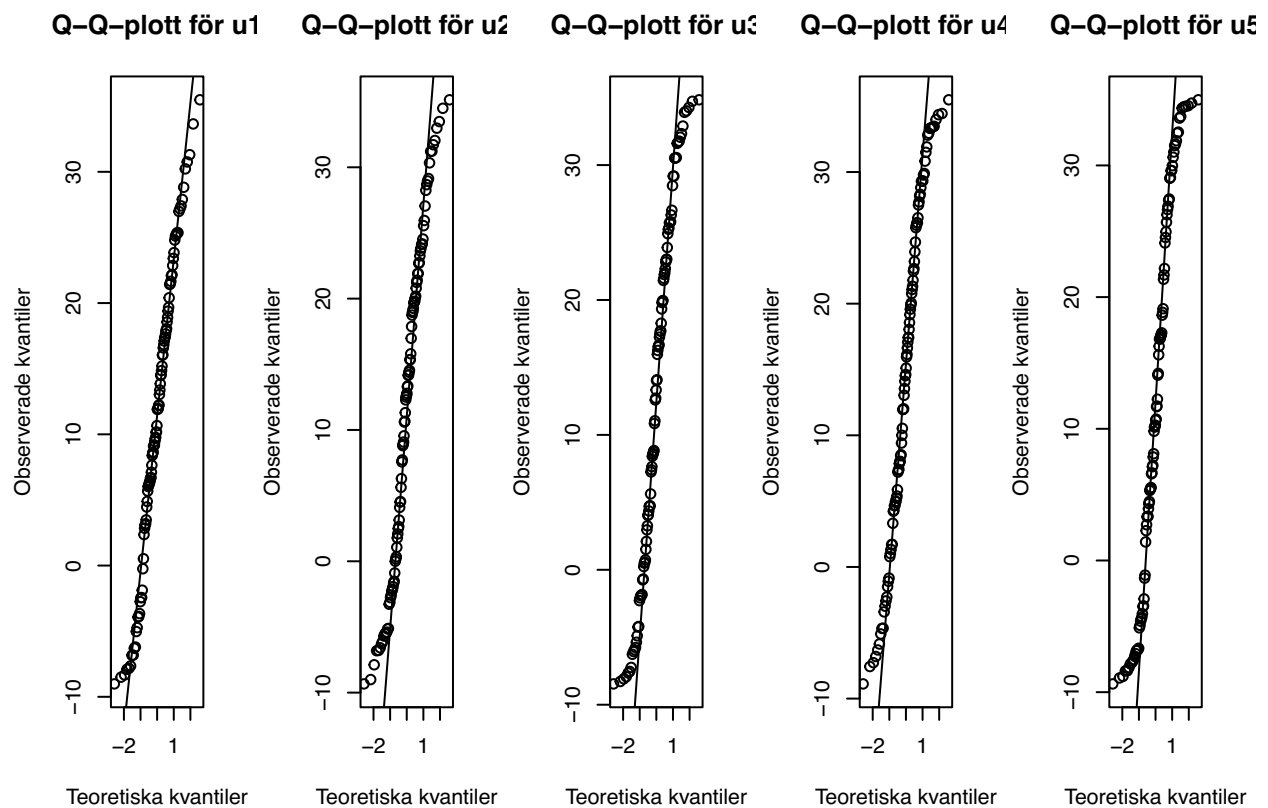 Q−Q−plott för u1
Observerade kvantiler
30
20
10
0
−10
−2 1
Teoretiska kvantiler
Q−Q−plott för u2
Observerade kvantiler
30
20
10
0
−10
−2 1
Teoretiska kvantiler
Q−Q−plott för u3
Observerade kvantiler
30
20
10
0
−10
−2 1
Teoretiska kvantiler
Q−Q−plott för u4
Observerade kvantiler
30
20
10
0
−10
−2 1
Teoretiska kvantiler
Q−Q−plott för u5
Observerade kvantiler
30
20
10
0
−10
−2 1
Teoretiska kvantiler